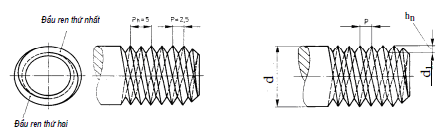 Đầu ren thứ nhất
Đầu ren thứ hai
Pn=5
P=2,5
P
hn
d
d1